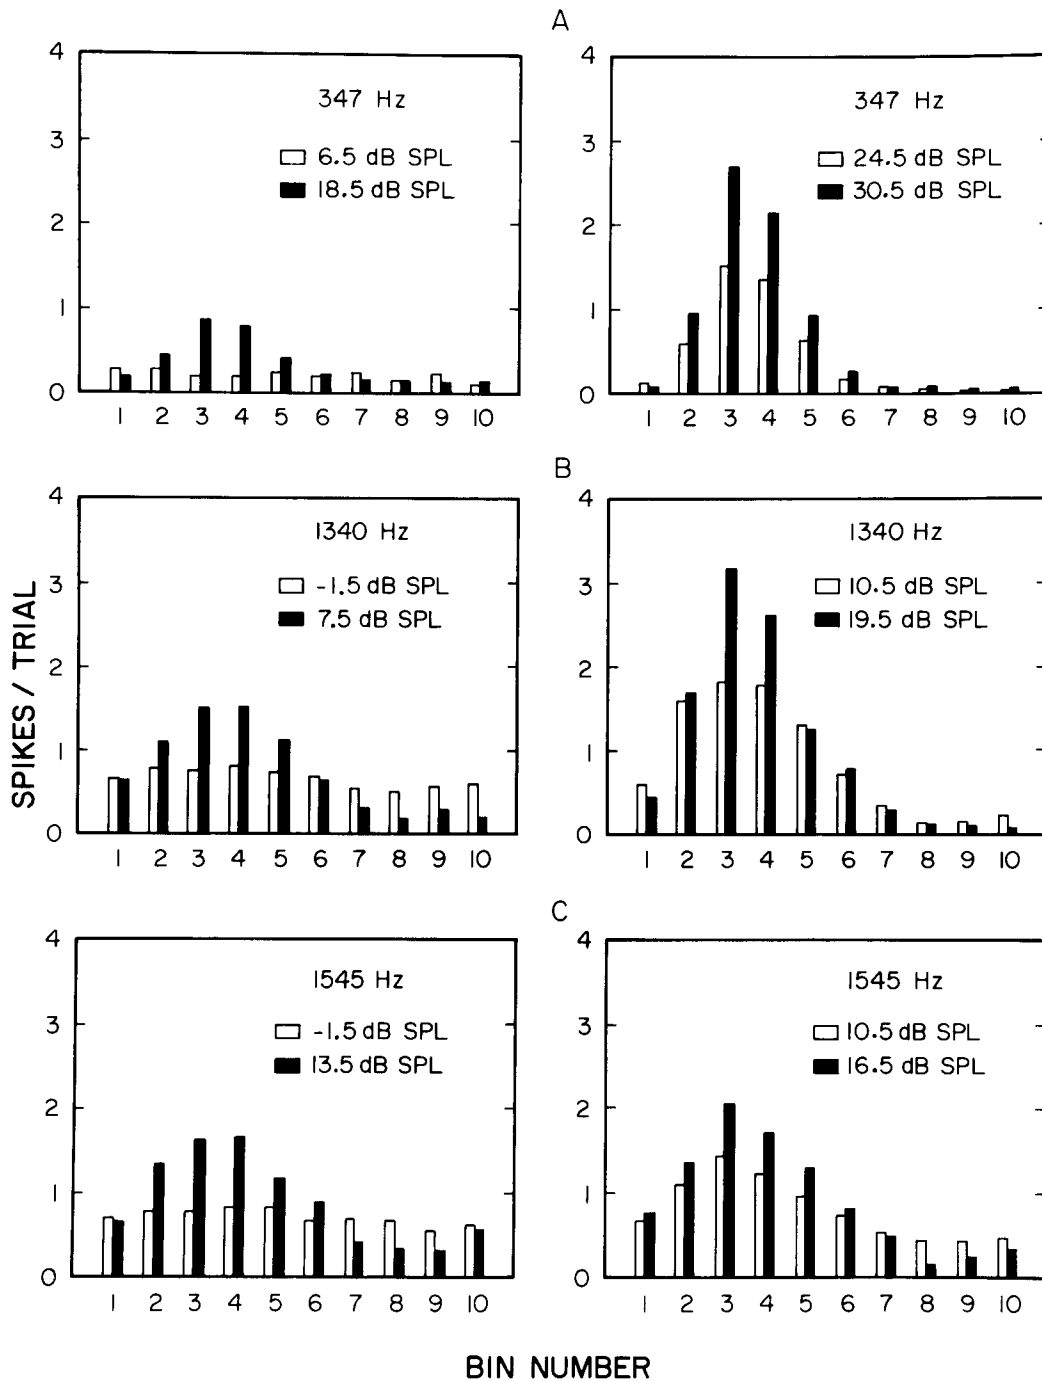 A
347 Hz
6.5 dB SPL
18.5 dB SPL
4
3
2
1
0
1 2 3 4 5 6 7 8 9 10
347 Hz
24.5 dB SPL
30.5 dB SPL
4
3
2
1
0
1 2 3 4 5 6 7 8 9 10
B
1340 Hz
-1.5 dB SPL
7.5 dB SPL
4
3
2
1
0
1 2 3 4 5 6 7 8 9 10
1340 Hz
10.5 dB SPL
19.5 dB SPL
4
3
2
1
0
1 2 3 4 5 6 7 8 9 10
SPIKES / TRIAL
C
1545 Hz
-1.5 dB SPL
13.5 dB SPL
4
3
2
1
0
1 2 3 4 5 6 7 8 9 10
1545 Hz
10.5 dB SPL
16.5 dB SPL
4
3
2
1
0
1 2 3 4 5 6 7 8 9 10
BIN NUMBER